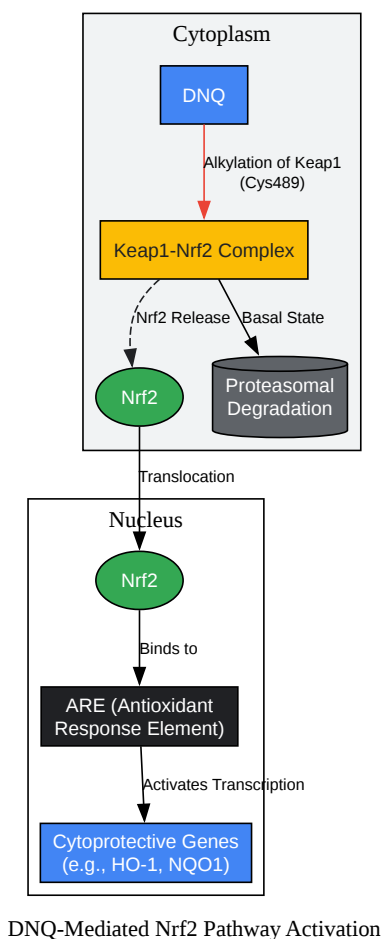 Cytoplasm
DNQ
Alkylation of Keap1
(Cys489)
Keap1-Nrf2 Complex
Nrf2 Release
Basal State
Nrf2
Proteasomal
Degradation
Translocation
Nucleus
Nrf2
Binds to
ARE (Antioxidant
Response Element)
Activates Transcription
Cytoprotective Genes
(e.g., HO-1, NQO1)
DNQ-Mediated Nrf2 Pathway Activation